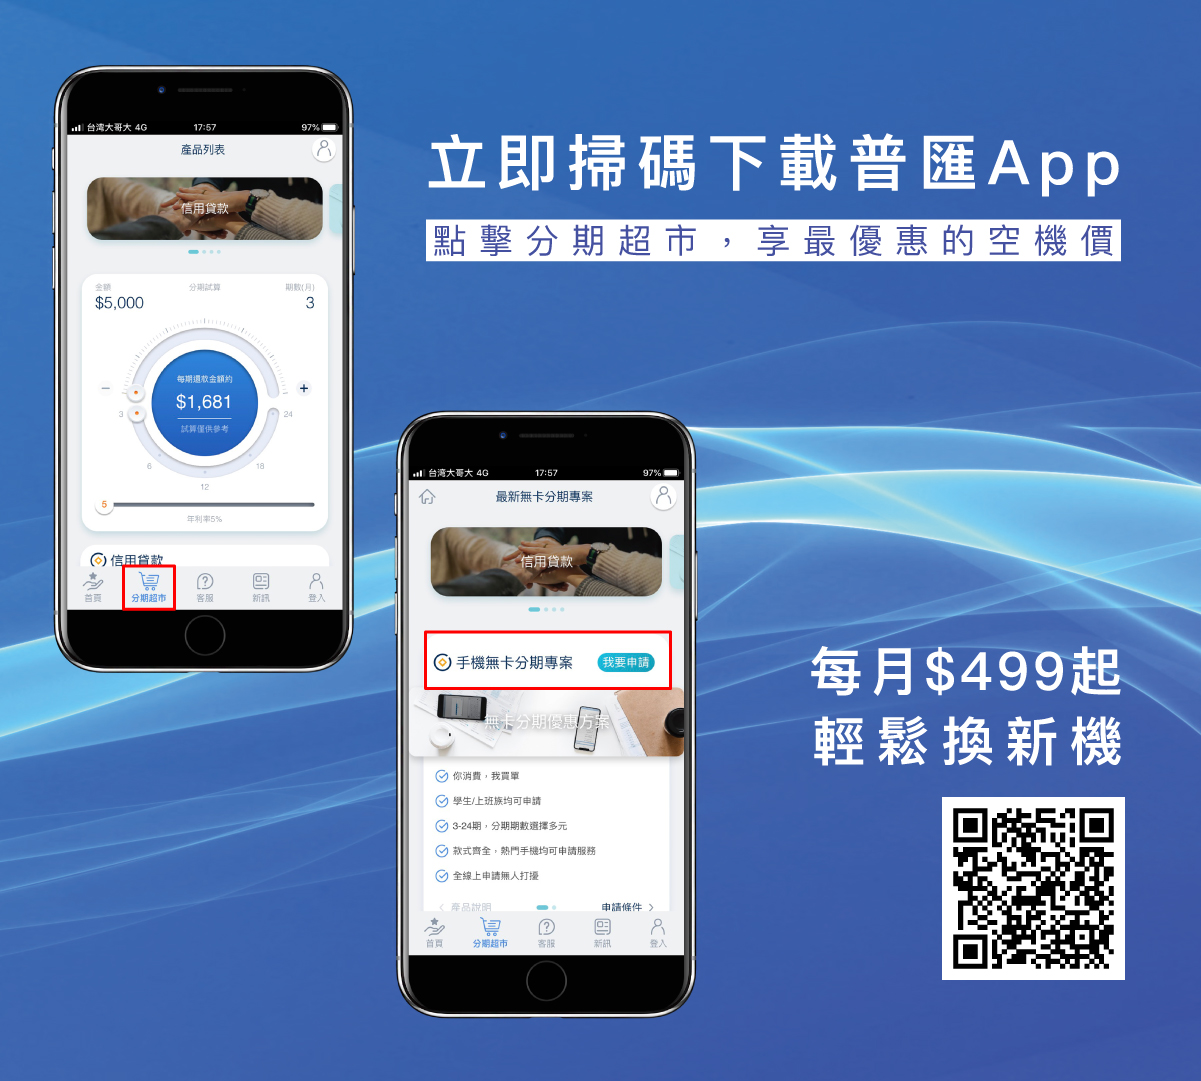 立即掃碼下載普匯App
點擊分期超市，享最優惠的空機價
台灣大哥大 4G 17:57 97%
產品列表
信用貸款
金額 分期試算 期數(月)
$5,000 3
每期還款金額約
$1,681
試算僅供參考
3 24
6 18
12
5
年利率5%
信用貸款
首頁 分期超市 客服 新訊 登入
台灣大哥大 4G 17:57 97%
最新無卡分期專案
信用貸款
手機無卡分期專案 我要申請
無卡分期優惠方案
你消費，我買單
學生/上班族均可申請
3-24期，分期期數選擇多元
款式齊全，熱門手機均可申請服務
全線上申請無人打擾
產品說明 申請條件
首頁 分期超市 客服 新訊 登入
每月$499起
輕鬆換新機